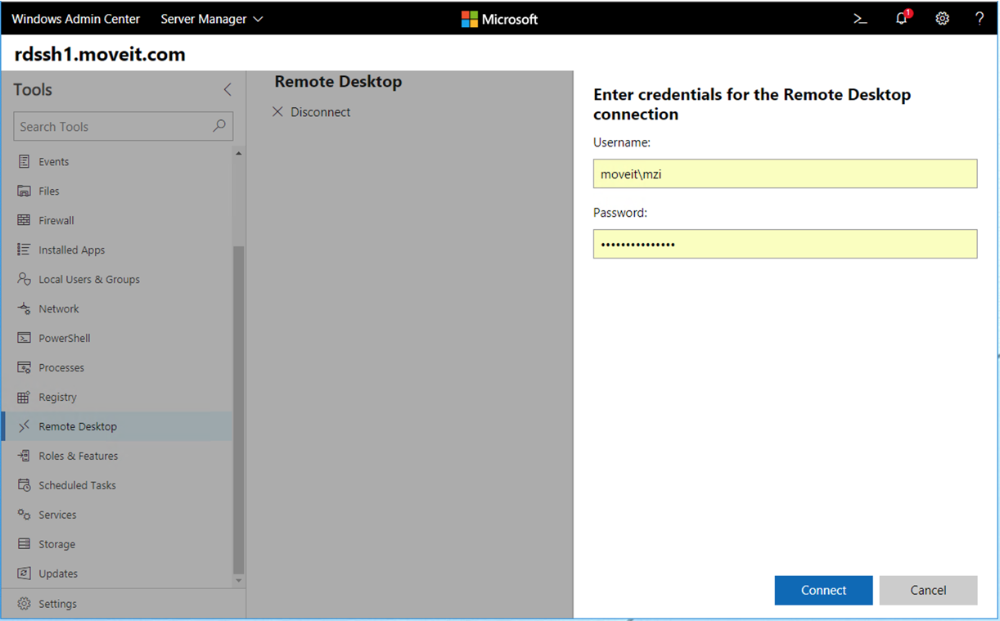 Windows Admin Center
Server Manager
Microsoft
1
rdssh1.moveit.com
Tools
Search Tools
Events
Files
Firewall
Installed Apps
Local Users & Groups
Network
PowerShell
Processes
Registry
Remote Desktop
Roles & Features
Scheduled Tasks
Services
Storage
Updates
Settings
Remote Desktop
Disconnect
Enter credentials for the Remote Desktop
connection
Username:
moveit\mzi
Password:
•••••••••••••••
Connect
Cancel